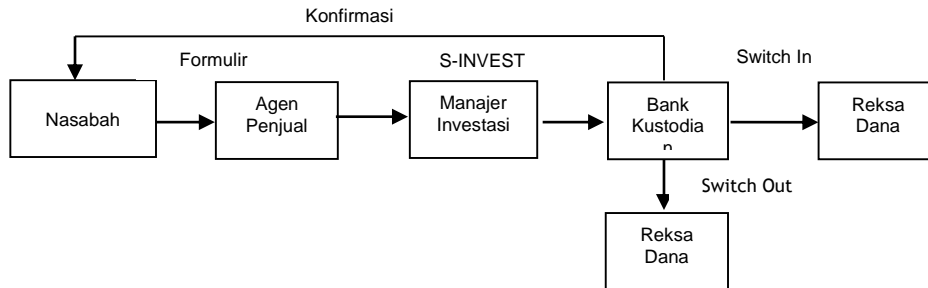 Konfirmasi
Formulir
S-INVEST
Switch In
Nasabah
Agen
Penjual
Manajer
Investasi
Bank
Kustodia
n
Reksa
Dana
Switch Out
Reksa
Dana